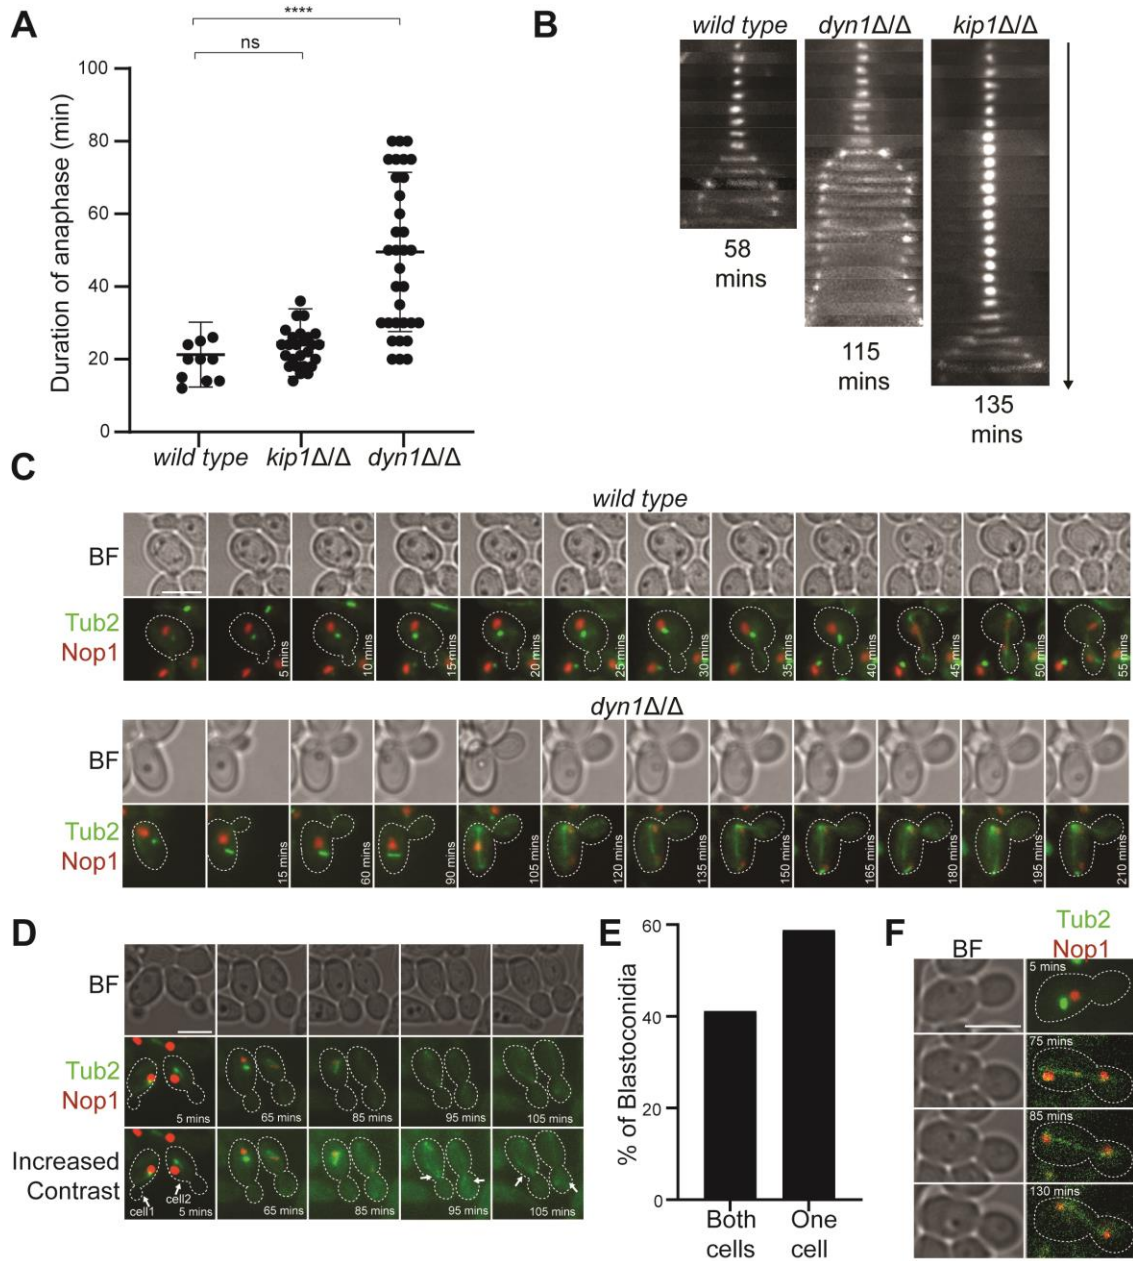 A
****
ns
Duration of anaphase (min)
100
80
60
40
20
0
wild type
kip1Δ/Δ
dyn1Δ/Δ
B
wild type
dyn1Δ/Δ
kip1Δ/Δ
58
mins
115
mins
135
mins
C
wild type
BF
Tub2
Nop1
5 mins
10 mins
15 mins
20 mins
25 mins
30 mins
35 mins
40 mins
45 mins
50 mins
55 mins
dyn1Δ/Δ
BF
Tub2
Nop1
15 mins
60 mins
90 mins
105 mins
120 mins
135 mins
150 mins
165 mins
180 mins
195 mins
210 mins
D
BF
Tub2
Nop1
5 mins
65 mins
85 mins
95 mins
105 mins
Increased
Contrast
cell1
cell2
5 mins
65 mins
85 mins
95 mins
105 mins
E
% of Blastoconidia
60
40
20
0
Both
cells
One
cell
F
BF
Tub2
Nop1
5 mins
75 mins
85 mins
130 mins